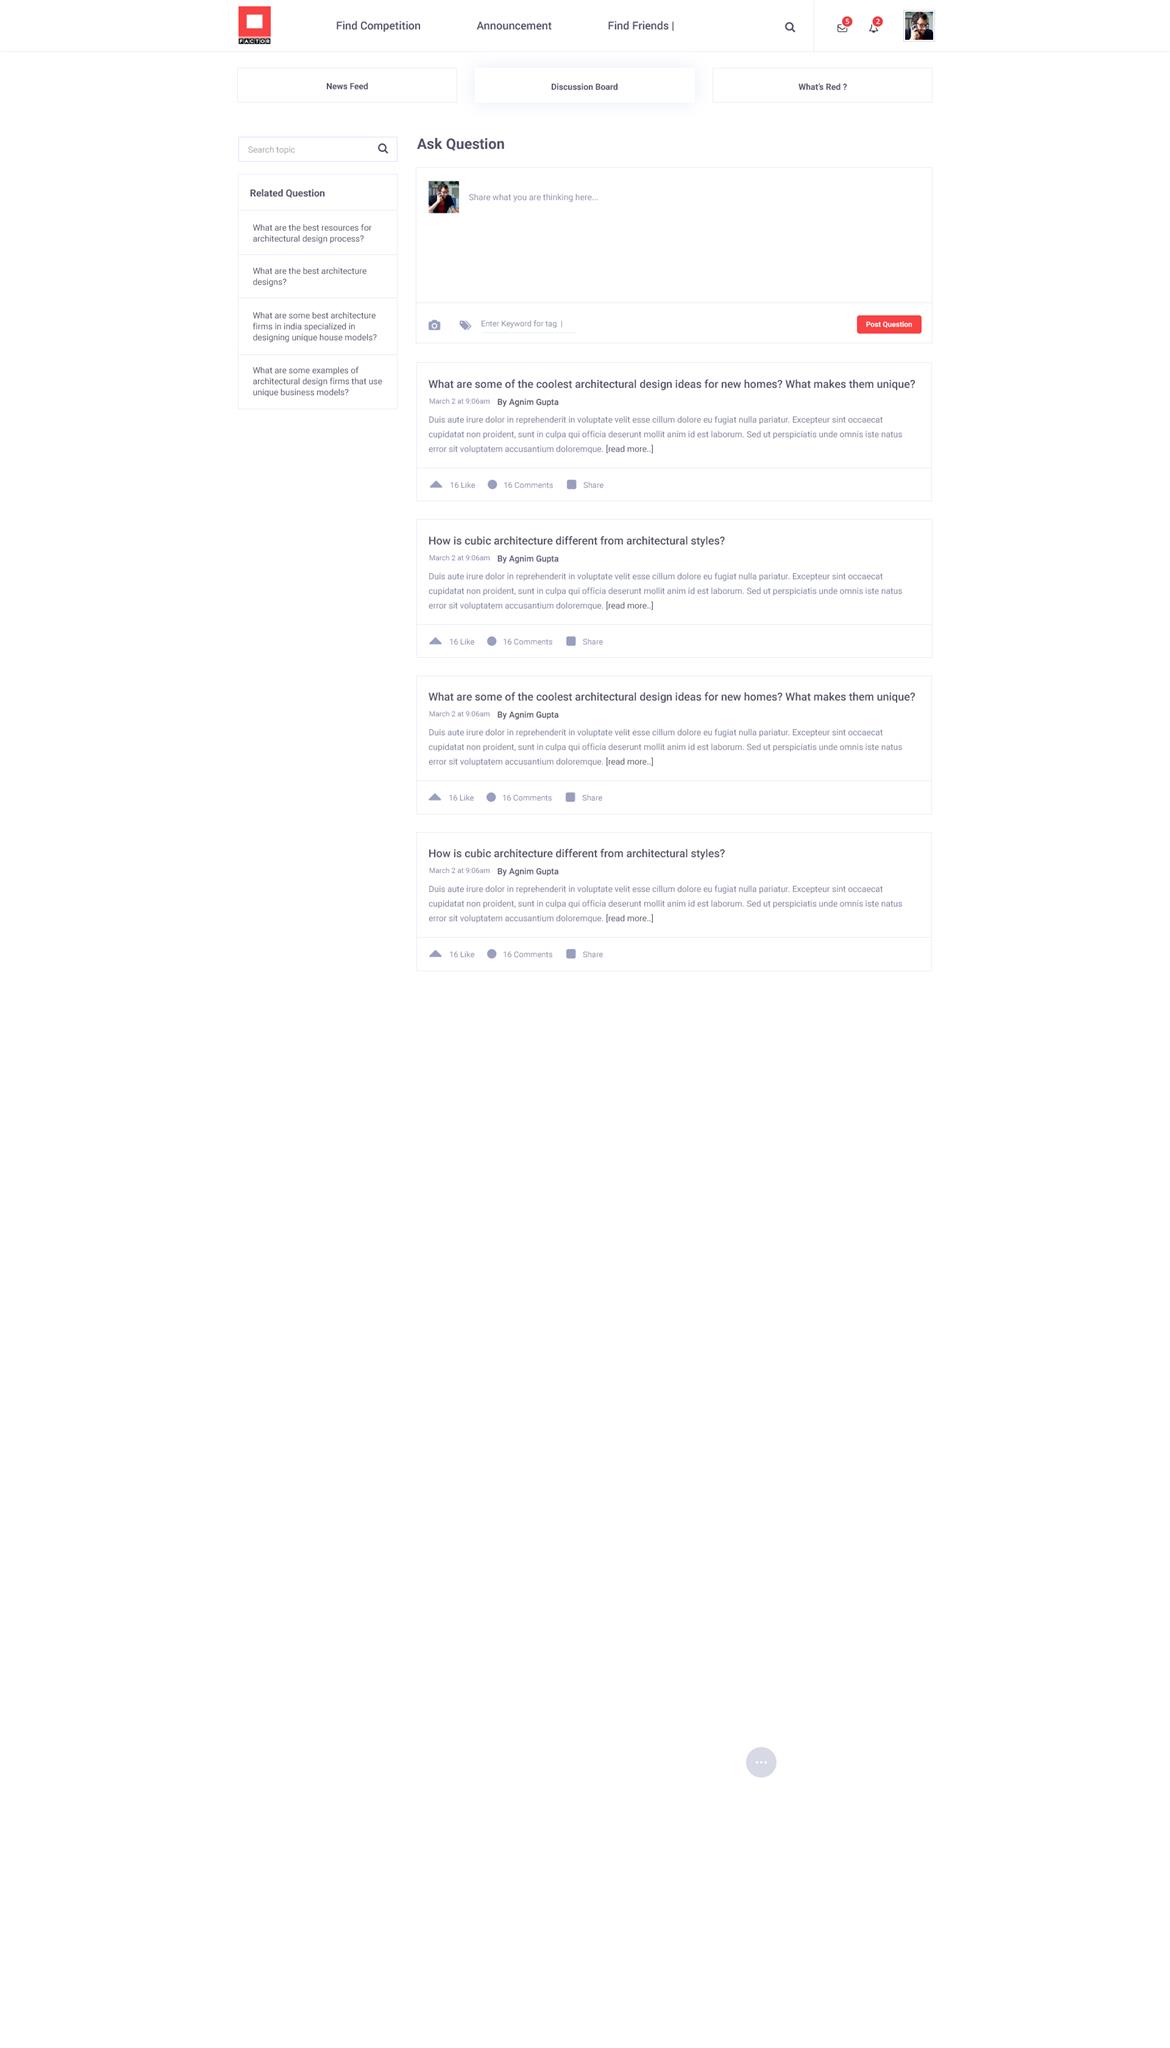 FACTOR
Find Competition
Announcement
Find Friends |
5
2
News Feed
Discussion Board
What's Red ?
Search topic
Related Question
What are the best resources for
architectural design process?
What are the best architecture
designs?
What are some best architecture
firms in india specialized in
designing unique house models?
What are some examples of
architectural design firms that use
unique business models?
Ask Question
Share what you are thinking here...
Enter Keyword for tag |
Post Question
What are some of the coolest architectural design ideas for new homes? What makes them unique?
March 2 at 9:06am By Agnim Gupta
Duis aute irure dolor in reprehenderit in voluptate velit esse cillum dolore eu fugiat nulla pariatur. Excepteur sint occaecat
cupidatat non proident, sunt in culpa qui officia deserunt mollit anim id est laborum. Sed ut perspiciatis unde omnis iste natus
error sit voluptatem accusantium doloremque. [read more..]
16 Like 16 Comments Share
How is cubic architecture different from architectural styles?
March 2 at 9:06am By Agnim Gupta
Duis aute irure dolor in reprehenderit in voluptate velit esse cillum dolore eu fugiat nulla pariatur. Excepteur sint occaecat
cupidatat non proident, sunt in culpa qui officia deserunt mollit anim id est laborum. Sed ut perspiciatis unde omnis iste natus
error sit voluptatem accusantium doloremque. [read more..]
16 Like 16 Comments Share
What are some of the coolest architectural design ideas for new homes? What makes them unique?
March 2 at 9:06am By Agnim Gupta
Duis aute irure dolor in reprehenderit in voluptate velit esse cillum dolore eu fugiat nulla pariatur. Excepteur sint occaecat
cupidatat non proident, sunt in culpa qui officia deserunt mollit anim id est laborum. Sed ut perspiciatis unde omnis iste natus
error sit voluptatem accusantium doloremque. [read more..]
16 Like 16 Comments Share
How is cubic architecture different from architectural styles?
March 2 at 9:06am By Agnim Gupta
Duis aute irure dolor in reprehenderit in voluptate velit esse cillum dolore eu fugiat nulla pariatur. Excepteur sint occaecat
cupidatat non proident, sunt in culpa qui officia deserunt mollit anim id est laborum. Sed ut perspiciatis unde omnis iste natus
error sit voluptatem accusantium doloremque. [read more..]
16 Like 16 Comments Share